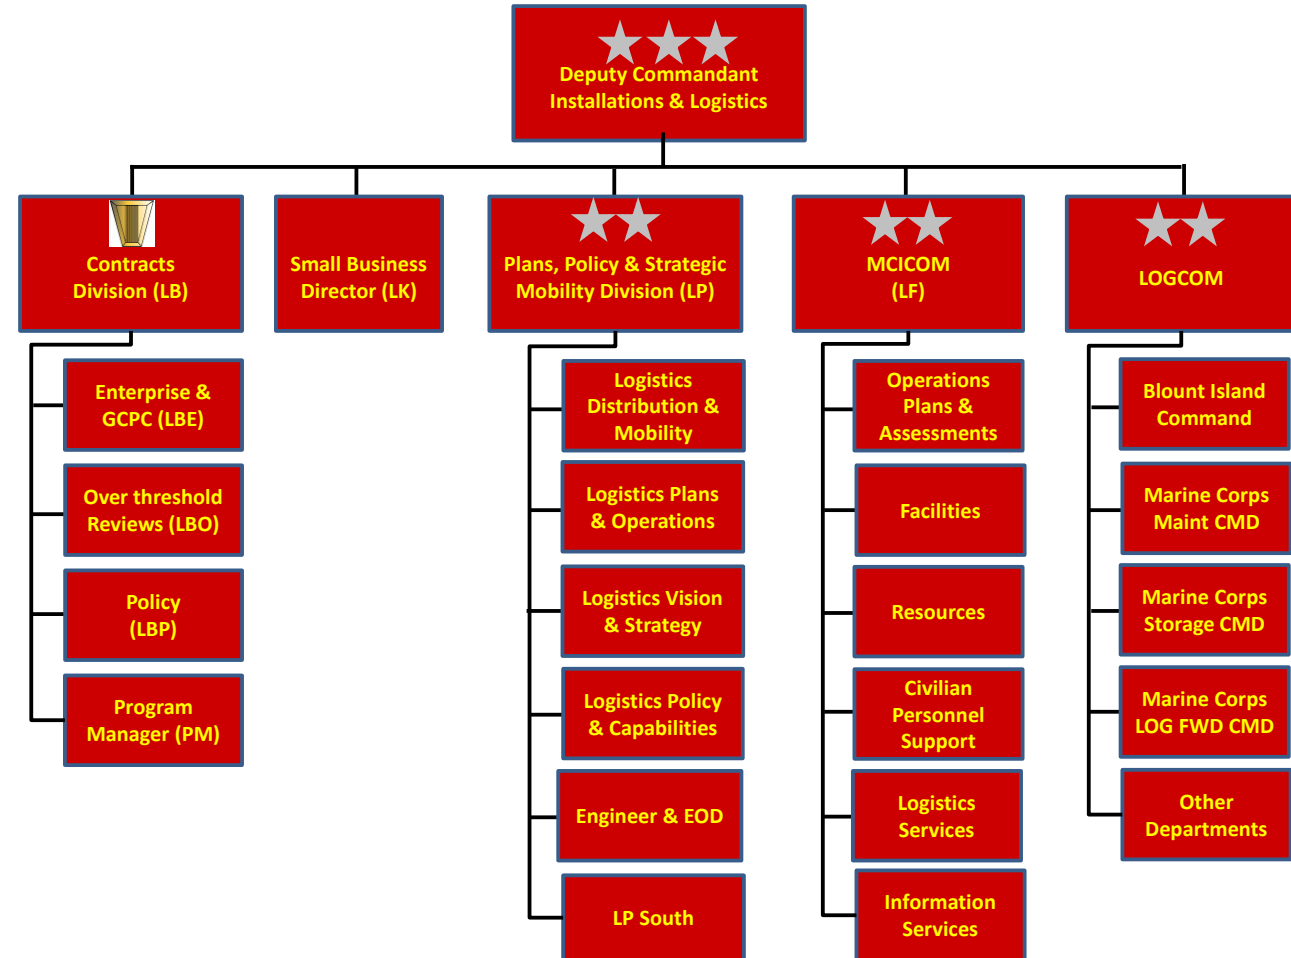 Deputy Commandant
Installations & Logistics
Contracts
Division (LB)
Small Business
Director (LK)
Plans, Policy & Strategic
Mobility Division (LP)
MCICOM
(LF)
LOGCOM
Enterprise &
GCPC (LBE)
Over threshold
Reviews (LBO)
Policy
(LBP)
Program
Manager (PM)
Logistics
Distribution &
Mobility
Logistics Plans
& Operations
Logistics Vision
& Strategy
Logistics Policy
& Capabilities
Engineer & EOD
LP South
Operations
Plans &
Assessments
Facilities
Resources
Civilian
Personnel
Support
Logistics
Services
Information
Services
Blount Island
Command
Marine Corps
Maint CMD
Marine Corps
Storage CMD
Marine Corps
LOG FWD CMD
Other
Departments